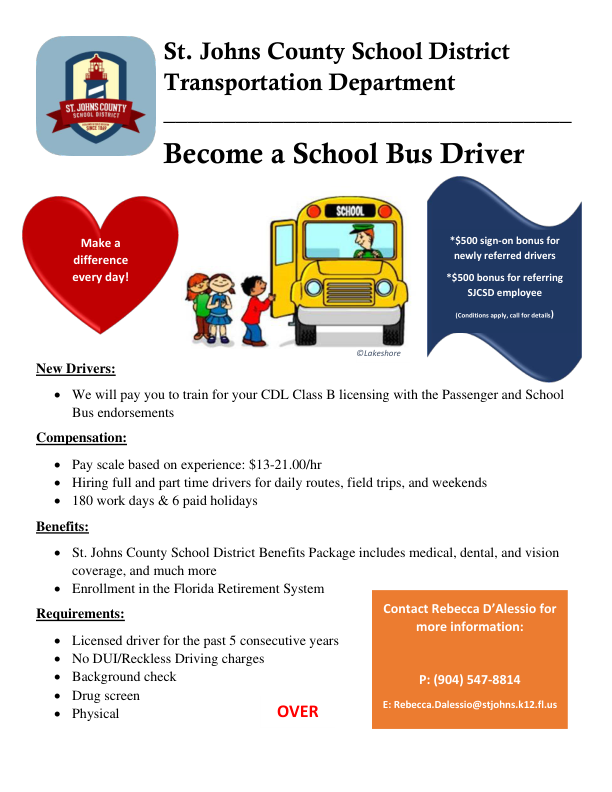 St. Johns County School District
Transportation Department
ST. JOHNS COUNTY
SCHOOL DISTRICT
Become a School Bus Driver
Make a
difference
every day!
SCHOOL
*$500 sign-on bonus for
newly referred drivers
*$500 bonus for referring
SJCSD employee
(Conditions apply, call for details)
©Lakeshore
New Drivers:
• We will pay you to train for your CDL Class B licensing with the Passenger and School
Bus endorsements
Compensation:
• Pay scale based on experience: $13-21.00/hr
• Hiring full and part time drivers for daily routes, field trips, and weekends
• 180 work days & 6 paid holidays
Benefits:
• St. Johns County School District Benefits Package includes medical, dental, and vision
coverage, and much more
• Enrollment in the Florida Retirement System
Requirements:
• Licensed driver for the past 5 consecutive years
• No DUI/Reckless Driving charges
• Background check
• Drug screen
• Physical
OVER
Contact Rebecca D’Alessio for
more information:
P: (904) 547-8814
E: Rebecca.Dalessio@stjohns.k12.fl.us